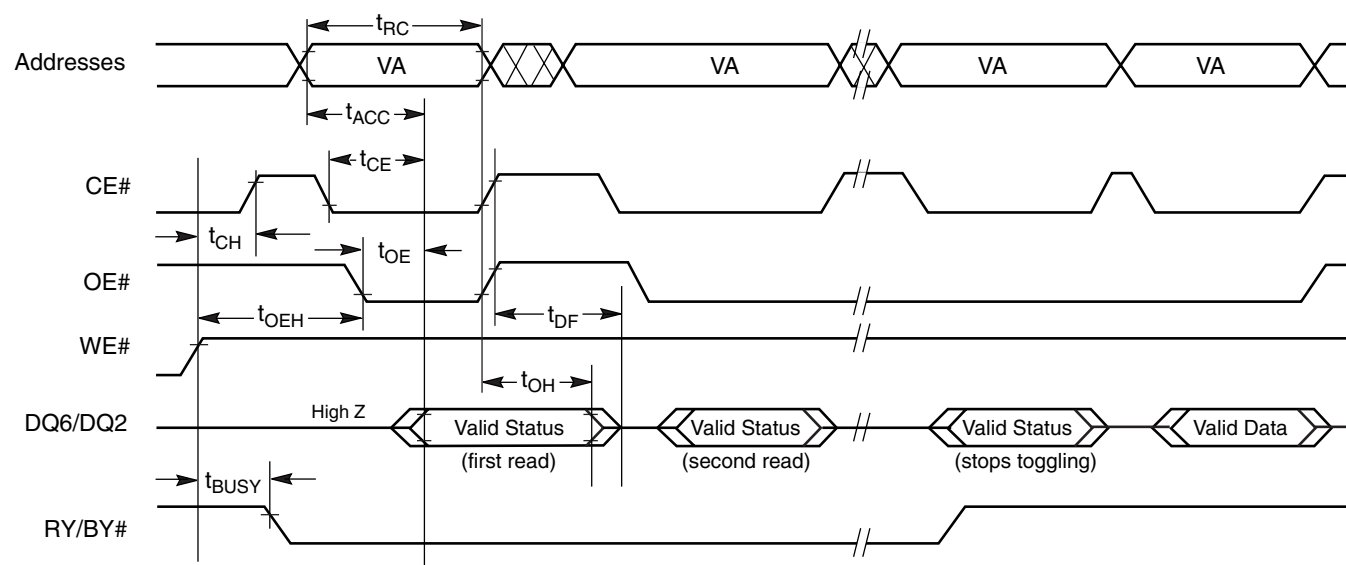 tRC
Addresses VA VA VA VA
tACC
tCE
CE#
tCH tOE
OE#
tOEH tDF
WE#
tOH
High Z
DQ6/DQ2 Valid Status Valid Status Valid Status Valid Data
(first read) (second read) (stops toggling)
tBUSY
RY/BY#